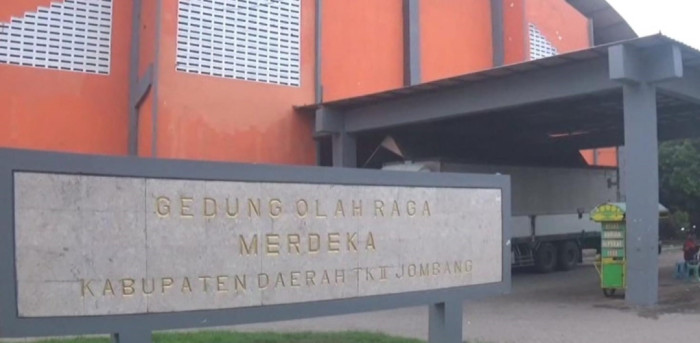 GEDUNG OLAH RAGA
MERDEKA
KABUPATEN DAERAH TK II JOMBANG